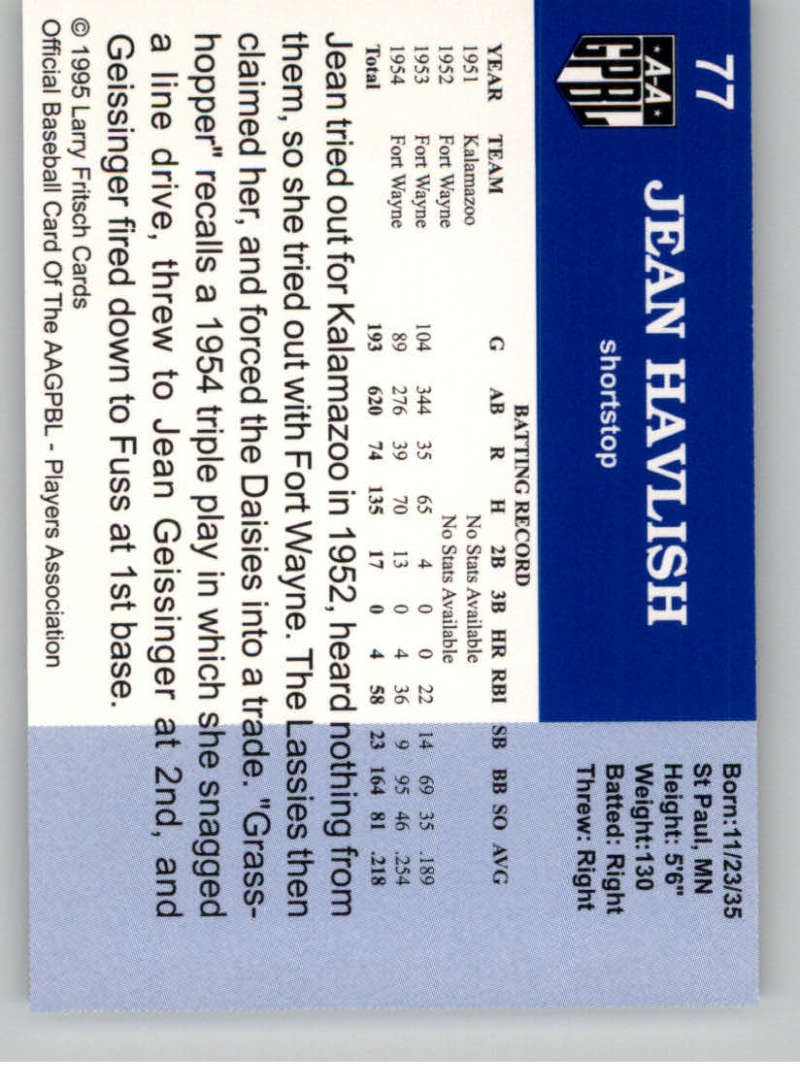 77
A-A
GPBL
JEAN HAVLISH
shortstop
Born:11/23/35
St Paul, MN
Height: 5'6"
Weight:130
Batted: Right
Threw: Right
BATTING RECORD
YEAR TEAM G AB R H 2B 3B HR RBI SB BB SO AVG
1951 Kalamazoo No Stats Available
1952 Fort Wayne No Stats Available
1953 Fort Wayne 104 344 35 65 4 0 0 22 14 69 35 .189
1954 Fort Wayne 89 276 39 70 13 0 4 36 9 95 46 .254
Total 193 620 74 135 17 0 4 58 23 164 81 .218
Jean tried out for Kalamazoo in 1952, heard nothing from
them, so she tried out with Fort Wayne. The Lassies then
claimed her, and forced the Daisies into a trade. "Grass-
hopper" recalls a 1954 triple play in which she snagged
a line drive, threw to Jean Geissinger at 2nd, and
Geissinger fired down to Fuss at 1st base.
© 1995 Larry Fritsch Cards
Official Baseball Card Of The AAGPBL - Players Association